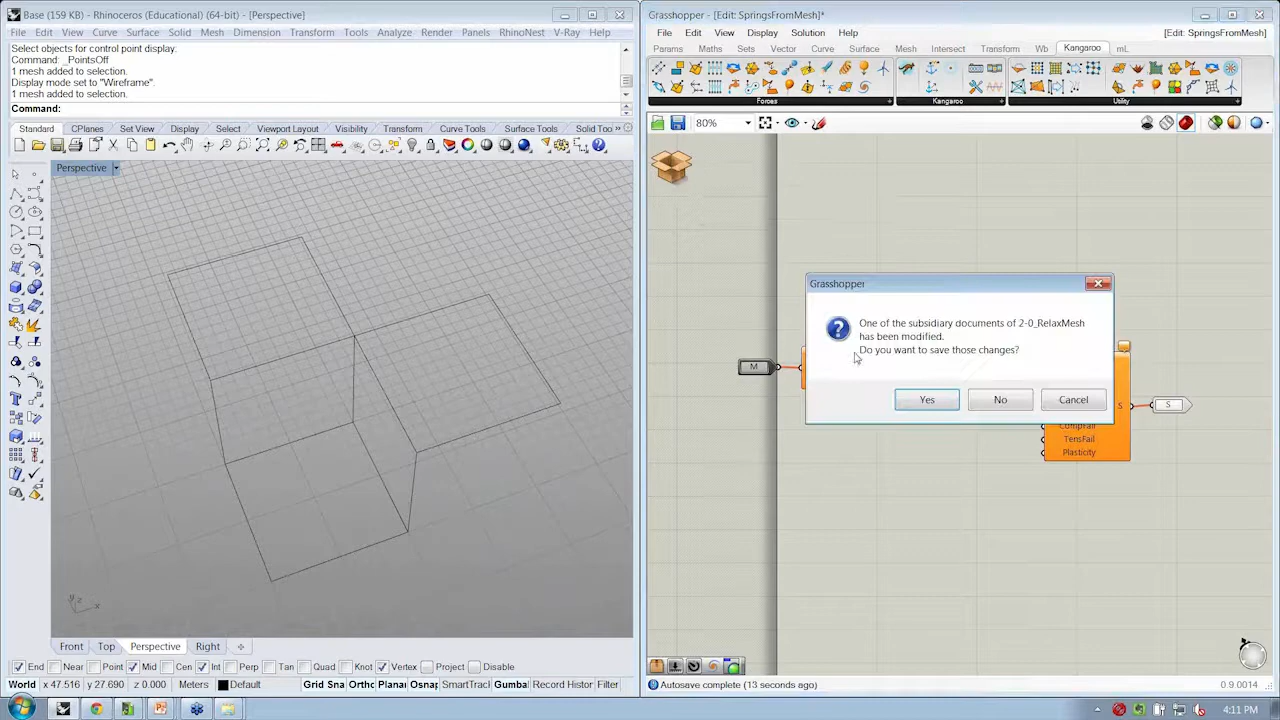 Base (159 KB) - Rhinoceros (Educational) (64-bit) - [Perspective]
File Edit View Curve Surface Solid Mesh Dimension Transform Tools Analyze Render Panels V-Ray RhinoNest Help
Select objects for control point display.
Command: _PointsOff
1 mesh added to selection.
Display mode set to "Wireframe".
1 mesh added to selection.
Command:
Standard CPlanes Set View Display Select Viewport Layout Visibility Transform Curve Tools Surface Tools Solid Too
Perspective
z y x
Front Top Perspective Right
End Near Point Mid Cen Int Perp Tan Quad Knot Vertex Project Disable
World x 47.516 y 27.690 z 0.000 Meters Default Grid Sna Ortho Planar Osnap SmartTrac Gumba Record Histor Filter
Grasshopper - [Edit: SpringsFromMesh]*
File Edit View Display Solution Help [Edit: SpringsFromMesh]
Params Maths Sets Vector Curve Surface Mesh Intersect Transform Wb Kangaroo mL
Forces Kangaroo Utility
80%
Grasshopper
One of the subsidiary documents of 2-0_RelaxMesh
has been modified.
Do you want to save those changes?
Yes No Cancel
M
S S
TensFail
Plasticity
Autosave complete (13 seconds ago) 0.9.0014
4:11 PM